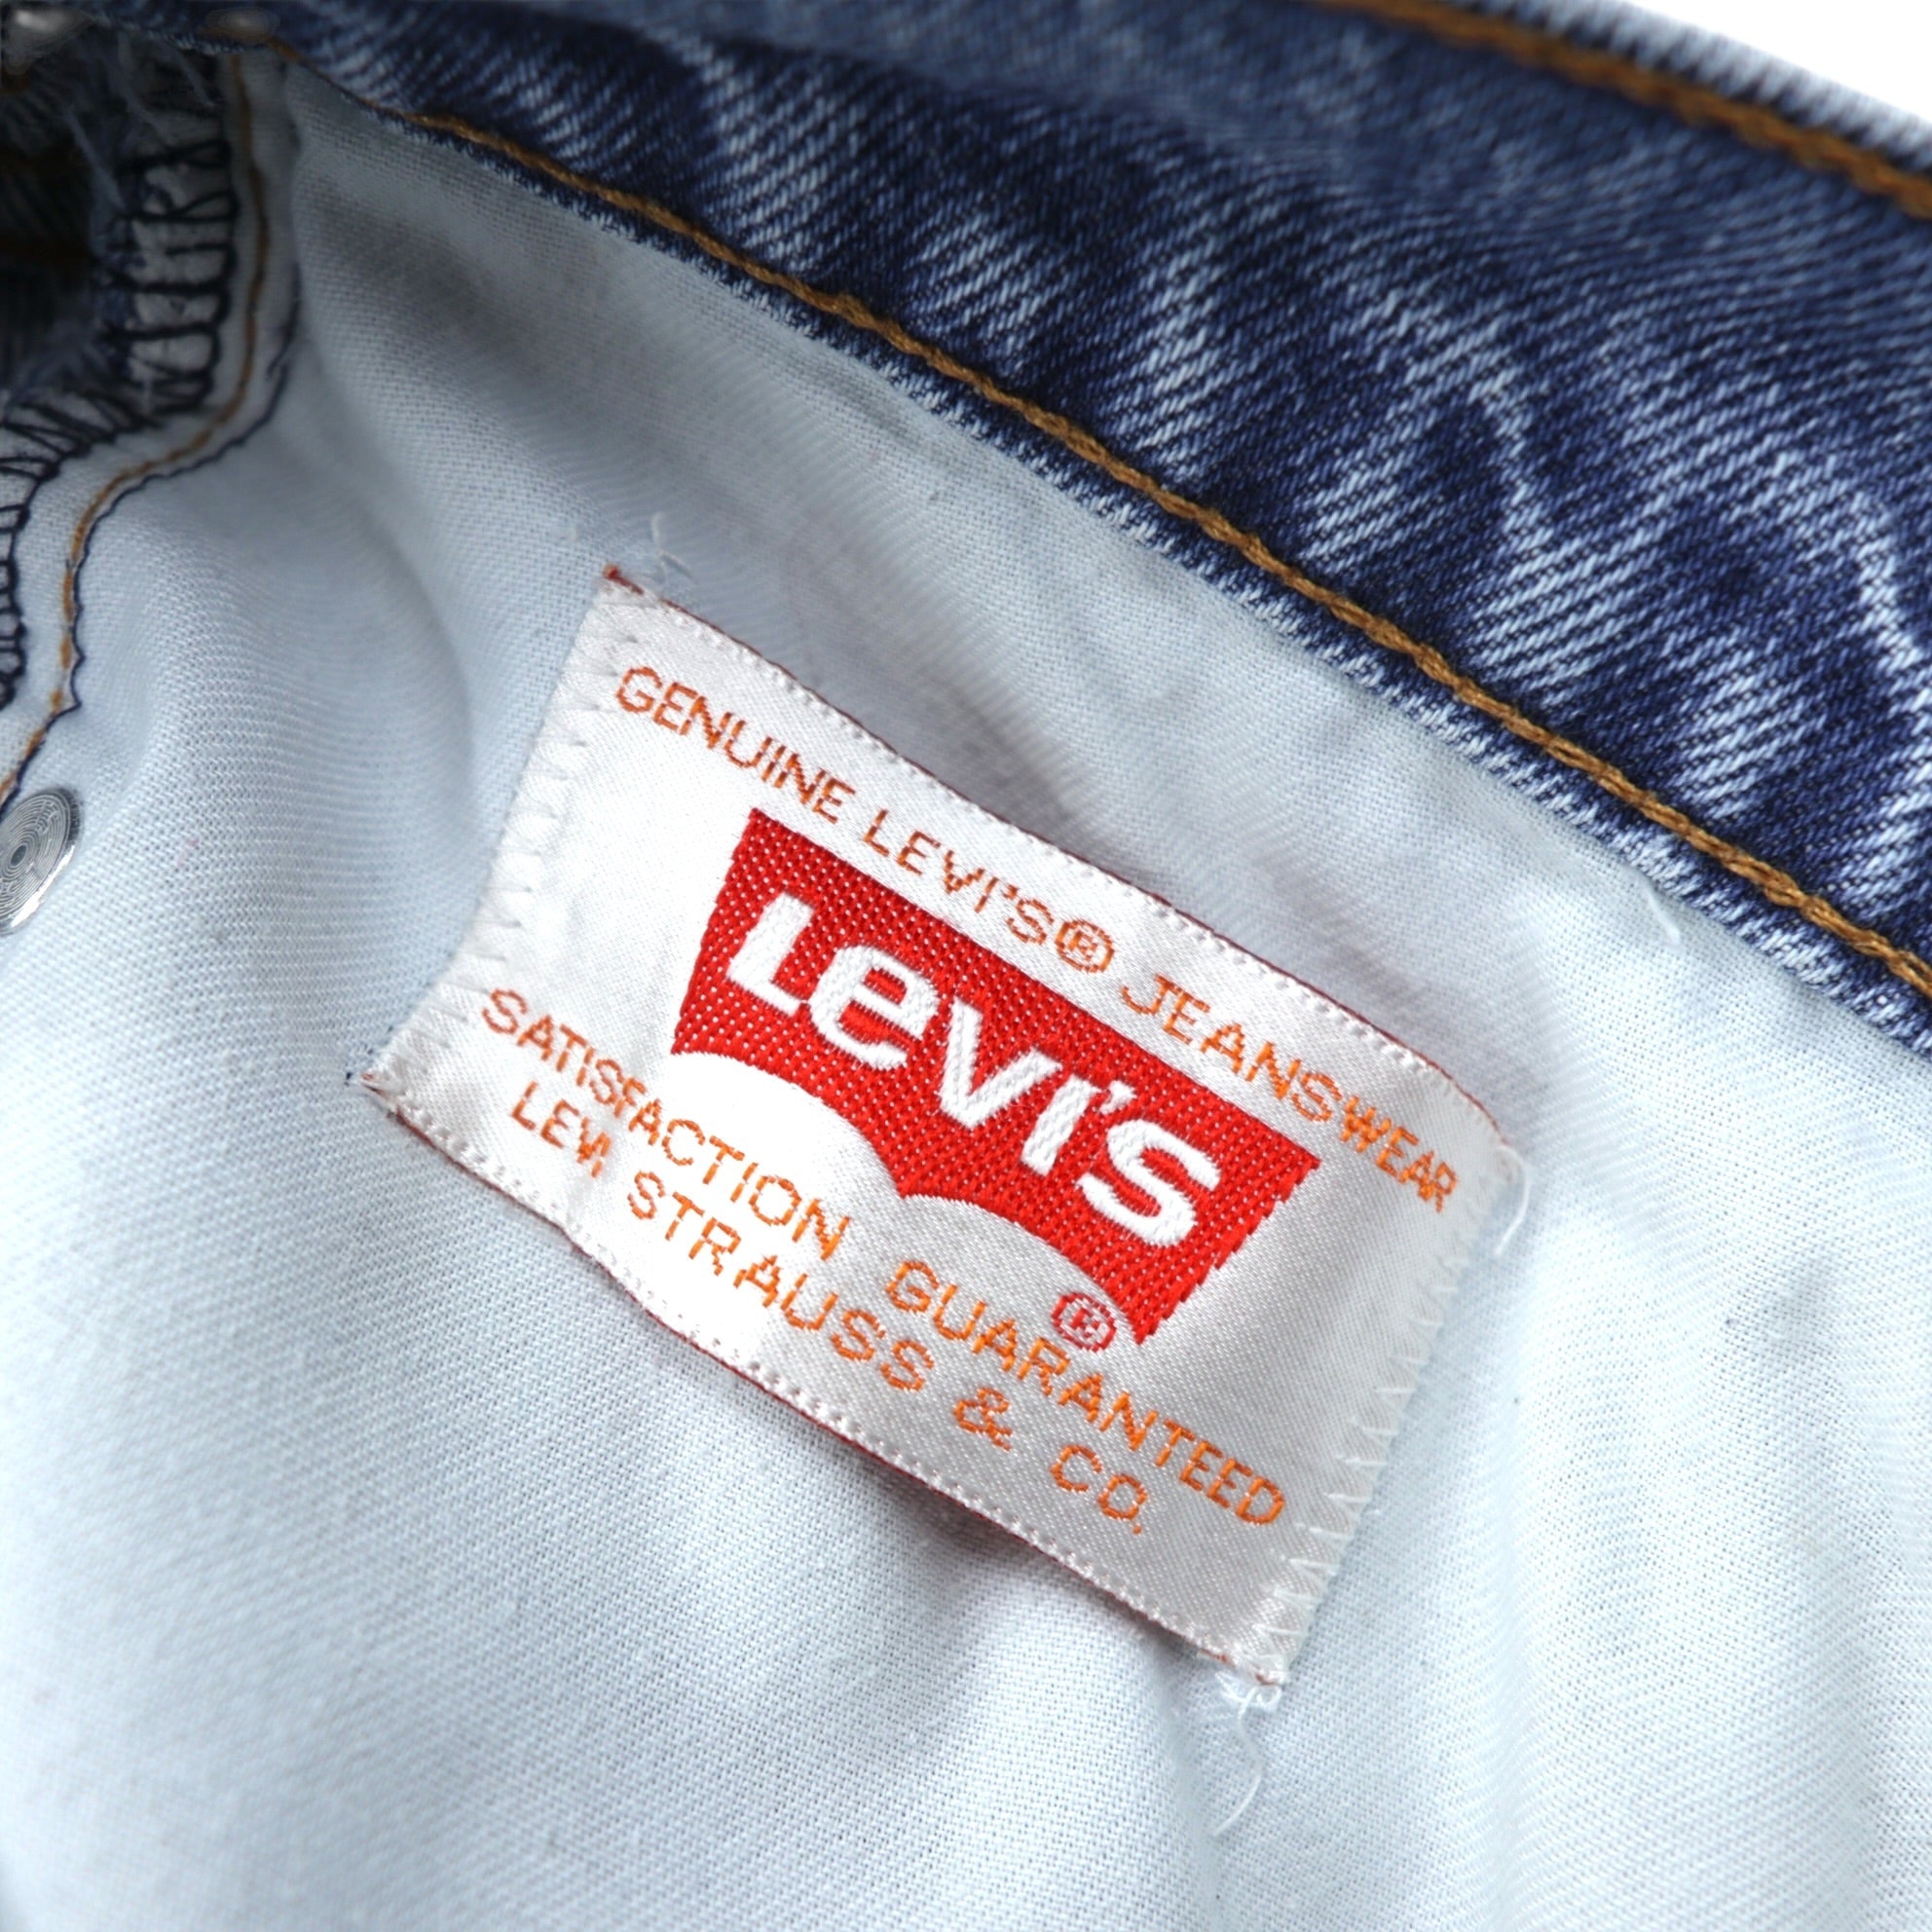 GENUINE LEVI'S® JEANSWEAR
Levi's
®
SATISFACTION GUARANTEED
LEVI STRAUSS & CO.